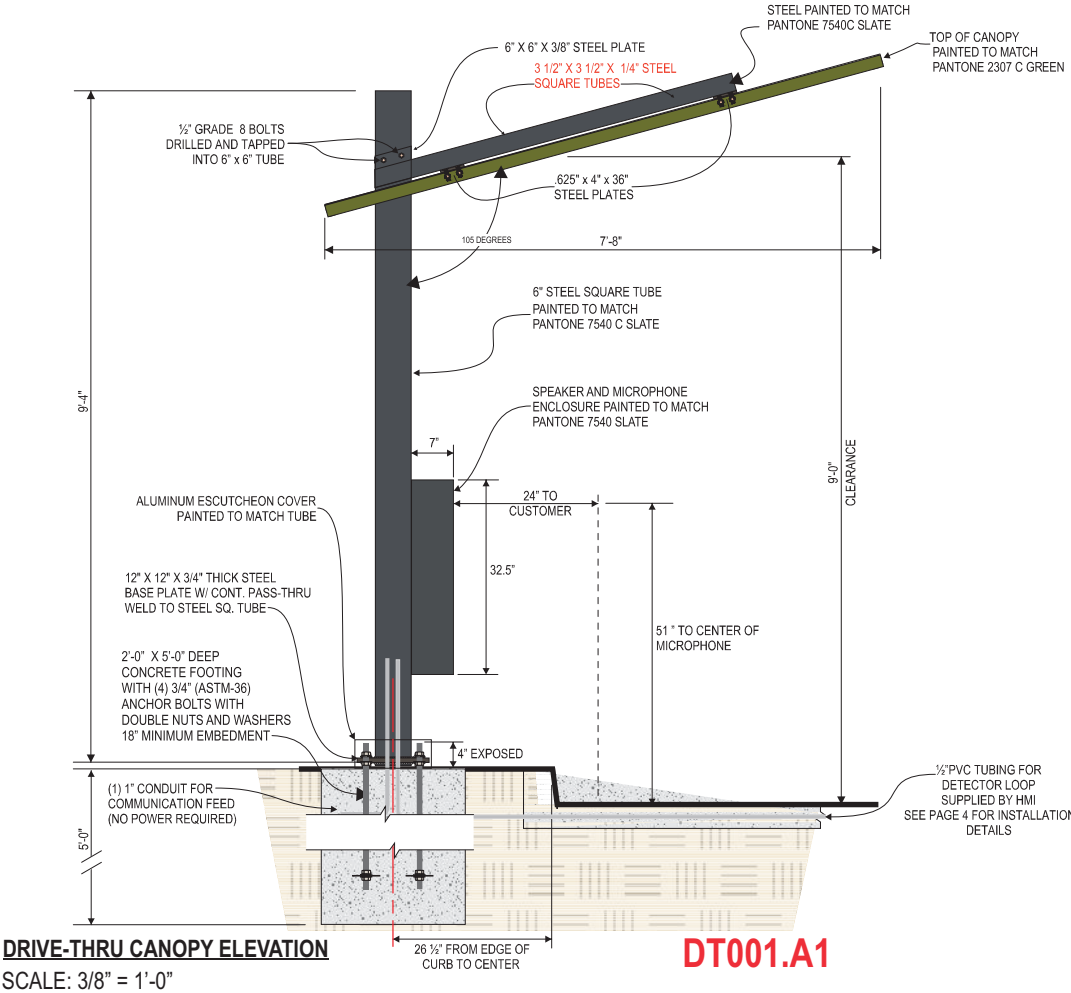 STEEL PAINTED TO MATCH
PANTONE 7540C SLATE
TOP OF CANOPY
PAINTED TO MATCH
PANTONE 2307 C GREEN
6” X 6” X 3/8” STEEL PLATE
3 1/2” X 3 1/2” X 1/4” STEEL
SQUARE TUBES
½” GRADE 8 BOLTS
DRILLED AND TAPPED
INTO 6” x 6” TUBE
.625” x 4” x 36”
STEEL PLATES
105 DEGREES
7'-8”
6” STEEL SQUARE TUBE
PAINTED TO MATCH
PANTONE 7540 C SLATE
9'-4”
SPEAKER AND MICROPHONE
ENCLOSURE PAINTED TO MATCH
PANTONE 7540 SLATE
7”
9'-0”
CLEARANCE
24” TO
CUSTOMER
ALUMINUM ESCUTCHEON COVER
PAINTED TO MATCH TUBE
32.5”
12” X 12” X 3/4” THICK STEEL
BASE PLATE W/ CONT. PASS-THRU
WELD TO STEEL SQ. TUBE
51 ” TO CENTER OF
MICROPHONE
2'-0” X 5'-0” DEEP
CONCRETE FOOTING
WITH (4) 3/4” (ASTM-36)
ANCHOR BOLTS WITH
DOUBLE NUTS AND WASHERS
18” MINIMUM EMBEDMENT
4” EXPOSED
(1) 1” CONDUIT FOR
COMMUNICATION FEED
(NO POWER REQUIRED)
½”PVC TUBING FOR
DETECTOR LOOP
SUPPLIED BY HMI
SEE PAGE 4 FOR INSTALLATION
DETAILS
5'-0”
26 ½” FROM EDGE OF
CURB TO CENTER
DRIVE-THRU CANOPY ELEVATION
SCALE: 3/8” = 1'-0”
DT001.A1